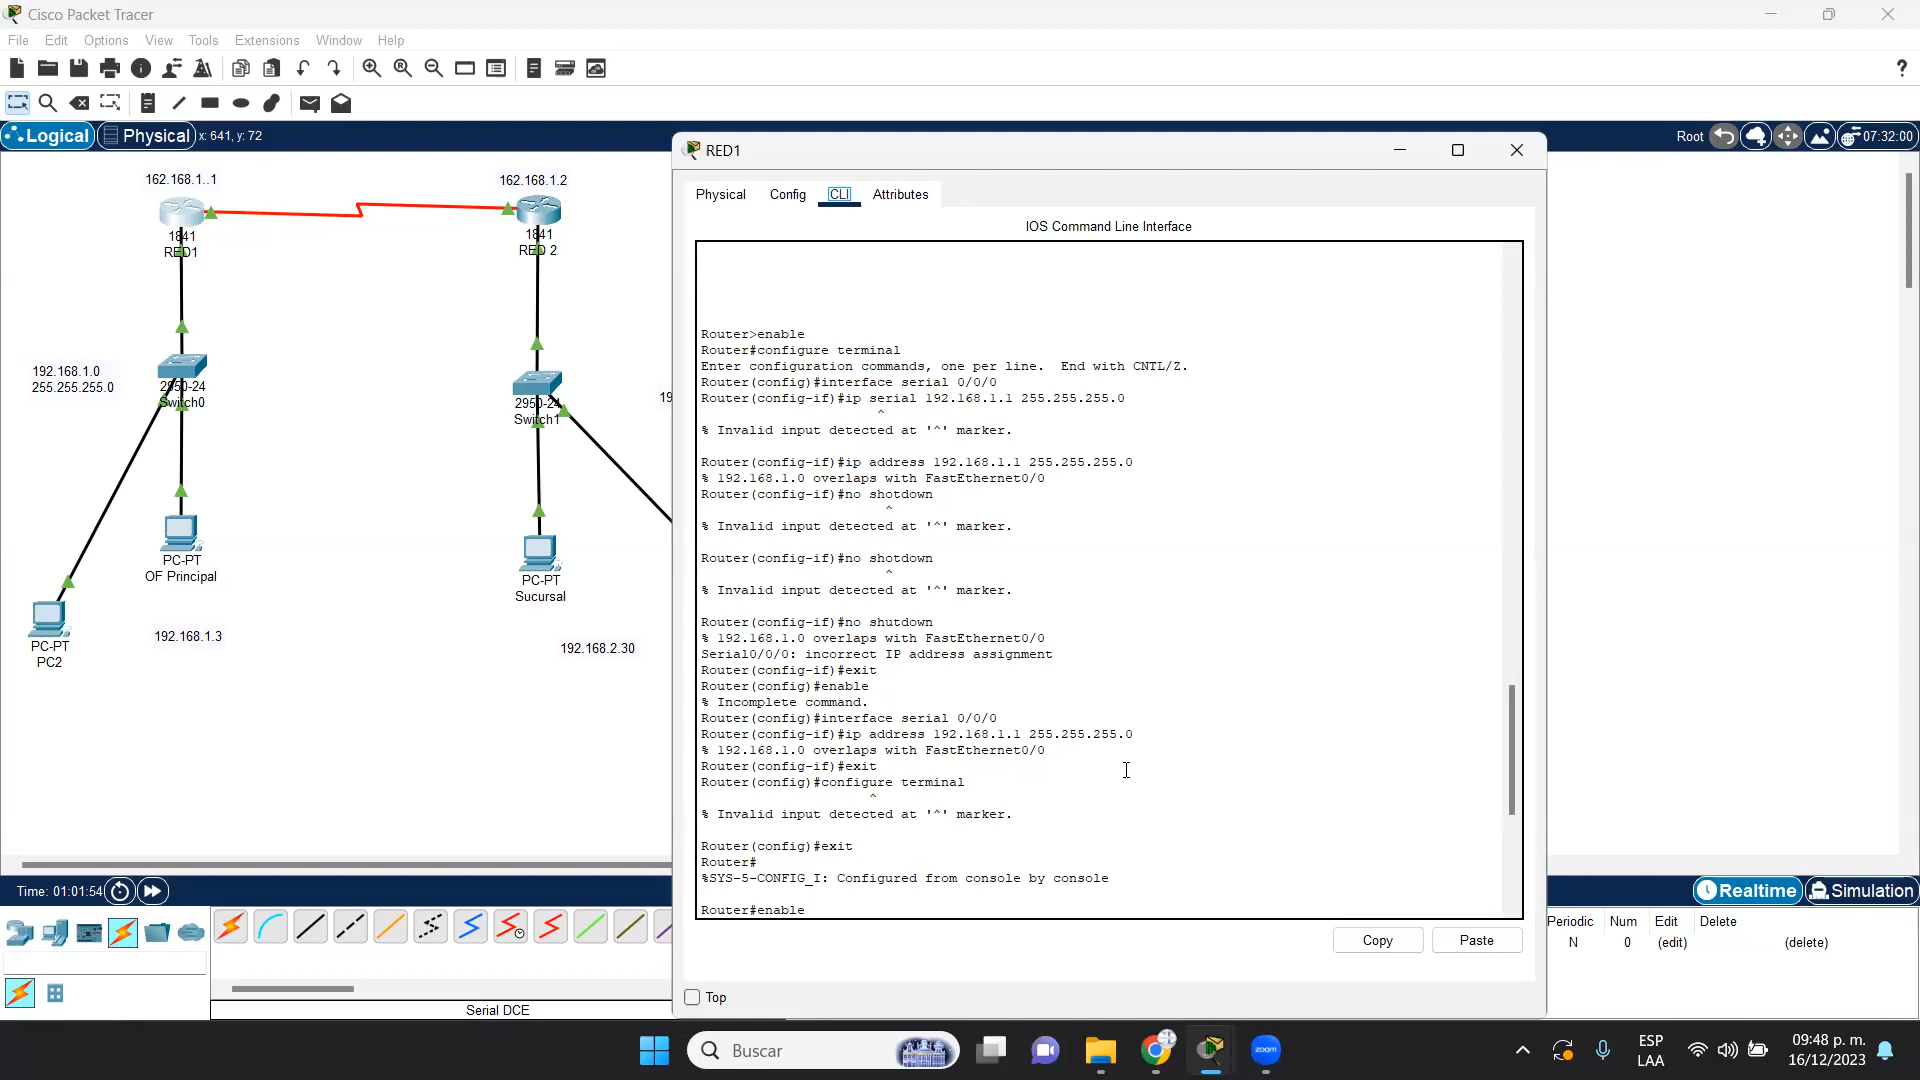 Cisco Packet Tracer
File Edit Options View Tools Extensions Window Help
Logical Physical x: 641, y: 72
Root 07:32:00
162.168.1..1
162.168.1.2
1841
RED1
1841
RED 2
192.168.1.0
255.255.255.0
2950-24
Switch0
2950-24
Switch1
19
PC-PT
OF Principal
PC-PT
Sucursal
PC-PT
PC2
192.168.1.3
192.168.2.30
RED1
Physical Config CLI Attributes
IOS Command Line Interface
Router>enable
Router#configure terminal
Enter configuration commands, one per line.  End with CNTL/Z.
Router(config)#interface serial 0/0/0
Router(config-if)#ip serial 192.168.1.1 255.255.255.0
^
% Invalid input detected at '^' marker.
Router(config-if)#ip address 192.168.1.1 255.255.255.0
% 192.168.1.0 overlaps with FastEthernet0/0
Router(config-if)#no shotdown
^
% Invalid input detected at '^' marker.
Router(config-if)#no shotdown
^
% Invalid input detected at '^' marker.
Router(config-if)#no shutdown
% 192.168.1.0 overlaps with FastEthernet0/0
Serial0/0/0: incorrect IP address assignment
Router(config-if)#exit
Router(config)#enable
% Incomplete command.
Router(config)#interface serial 0/0/0
Router(config-if)#ip address 192.168.1.1 255.255.255.0
% 192.168.1.0 overlaps with FastEthernet0/0
Router(config-if)#exit
Router(config)#configure terminal
^
% Invalid input detected at '^' marker.
Router(config)#exit
Router#
%SYS-5-CONFIG_I: Configured from console by console
Router#enable
Copy Paste
Top
Time: 01:01:54
Realtime Simulation
Periodic Num Edit Delete
N 0 (edit) (delete)
Serial DCE
Buscar
zoom
ESP
LAA
09:48 p. m.
16/12/2023